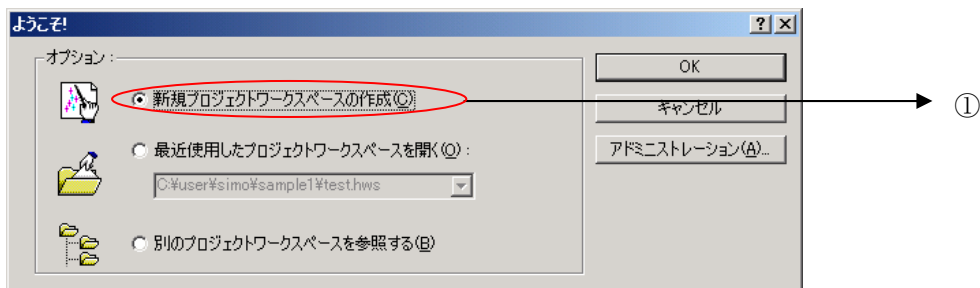 ようこそ!
オプション:
新規プロジェクトワークスペースの作成(C)
最近使用したプロジェクトワークスペースを開く(O):
C:¥user¥simo¥sample1¥test.hws
別のプロジェクトワークスペースを参照する(B)
OK
キャンセル
アドミニストレーション(A)...
①